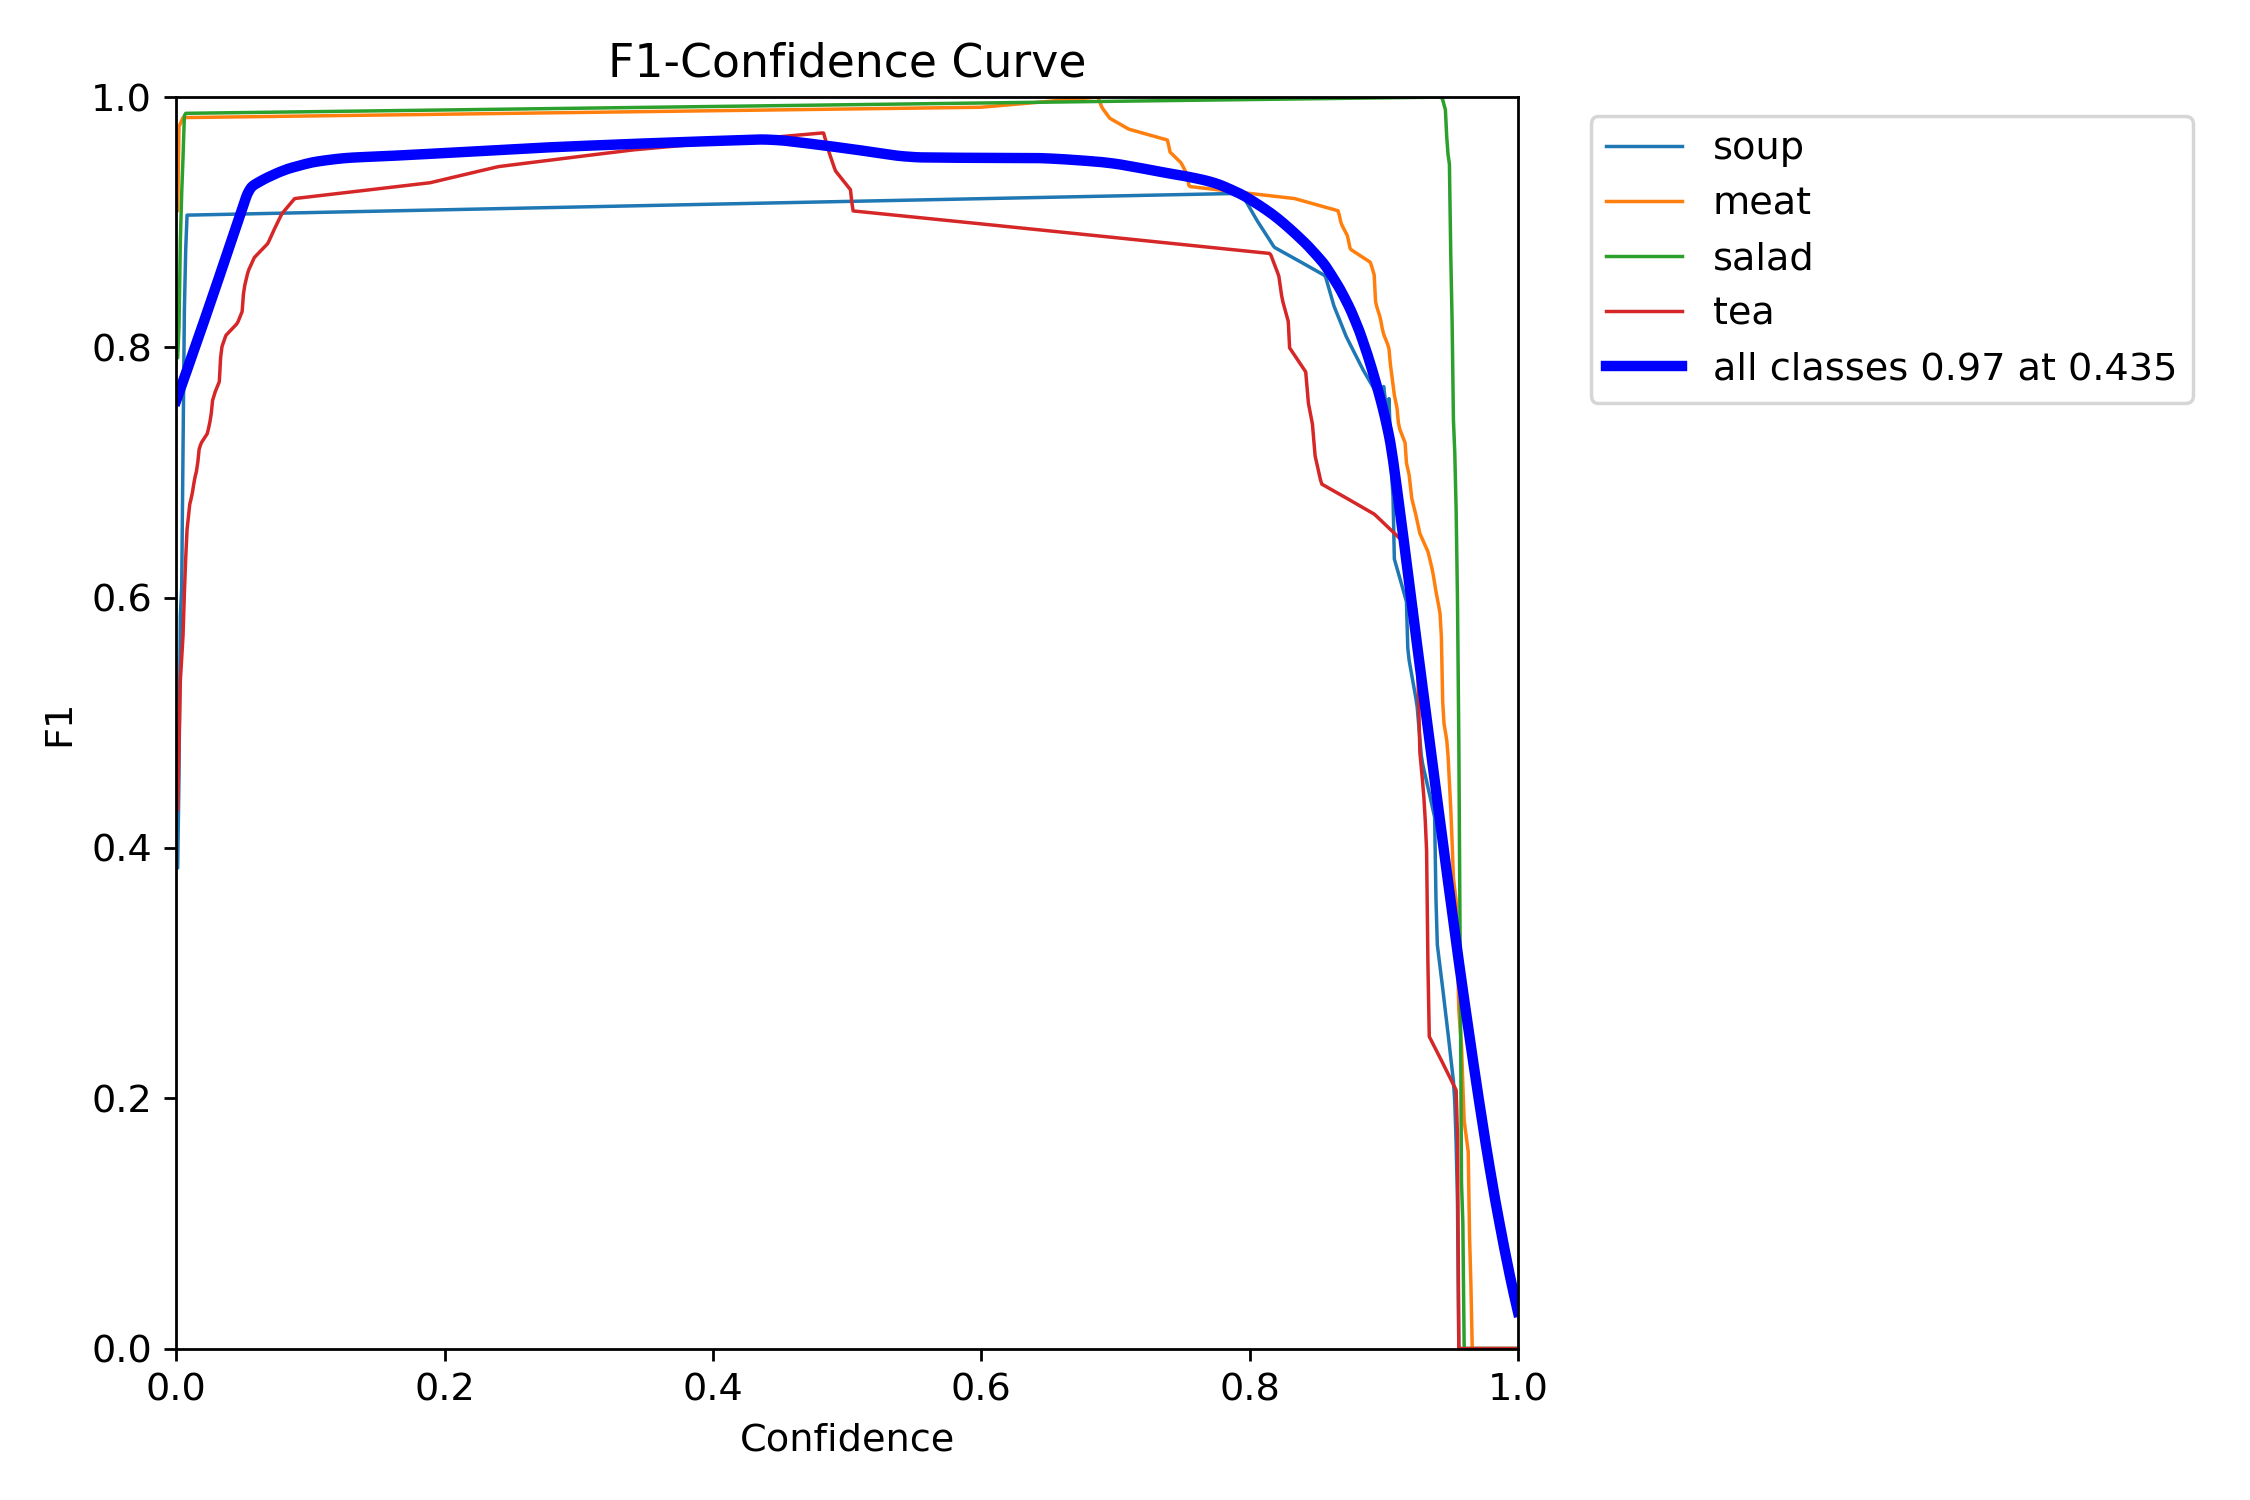 F1-Confidence Curve
1.0
0.8
0.6
0.4
0.2
0.0
F1
0.0 0.2 0.4 0.6 0.8 1.0
Confidence
soup
meat
salad
tea
all classes 0.97 at 0.435